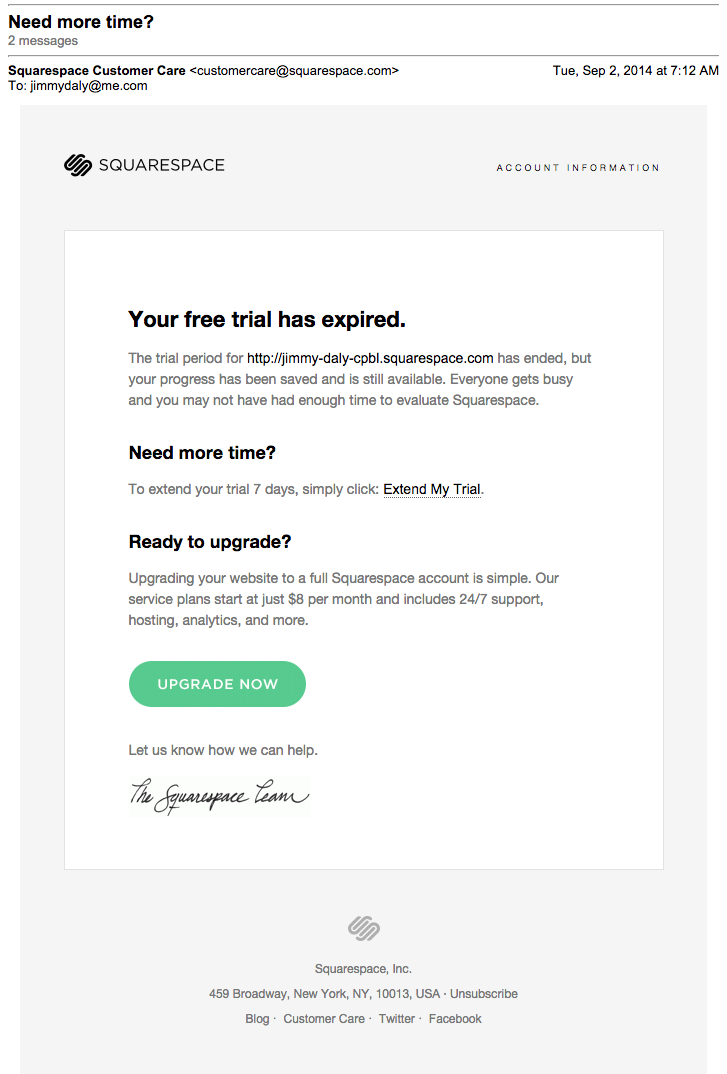 Need more time?
2 messages
Squarespace Customer Care <customercare@squarespace.com> Tue, Sep 2, 2014 at 7:12 AM
To: jimmydaly@me.com
SQUARESPACE ACCOUNT INFORMATION
Your free trial has expired.
The trial period for http://jimmy-daly-cpbl.squarespace.com has ended, but
your progress has been saved and is still available. Everyone gets busy
and you may not have had enough time to evaluate Squarespace.
Need more time?
To extend your trial 7 days, simply click: Extend My Trial.
Ready to upgrade?
Upgrading your website to a full Squarespace account is simple. Our
service plans start at just $8 per month and includes 24/7 support,
hosting, analytics, and more.
UPGRADE NOW
Let us know how we can help.
The Squarespace Team
Squarespace, Inc.
459 Broadway, New York, NY, 10013, USA · Unsubscribe
Blog · Customer Care · Twitter · Facebook